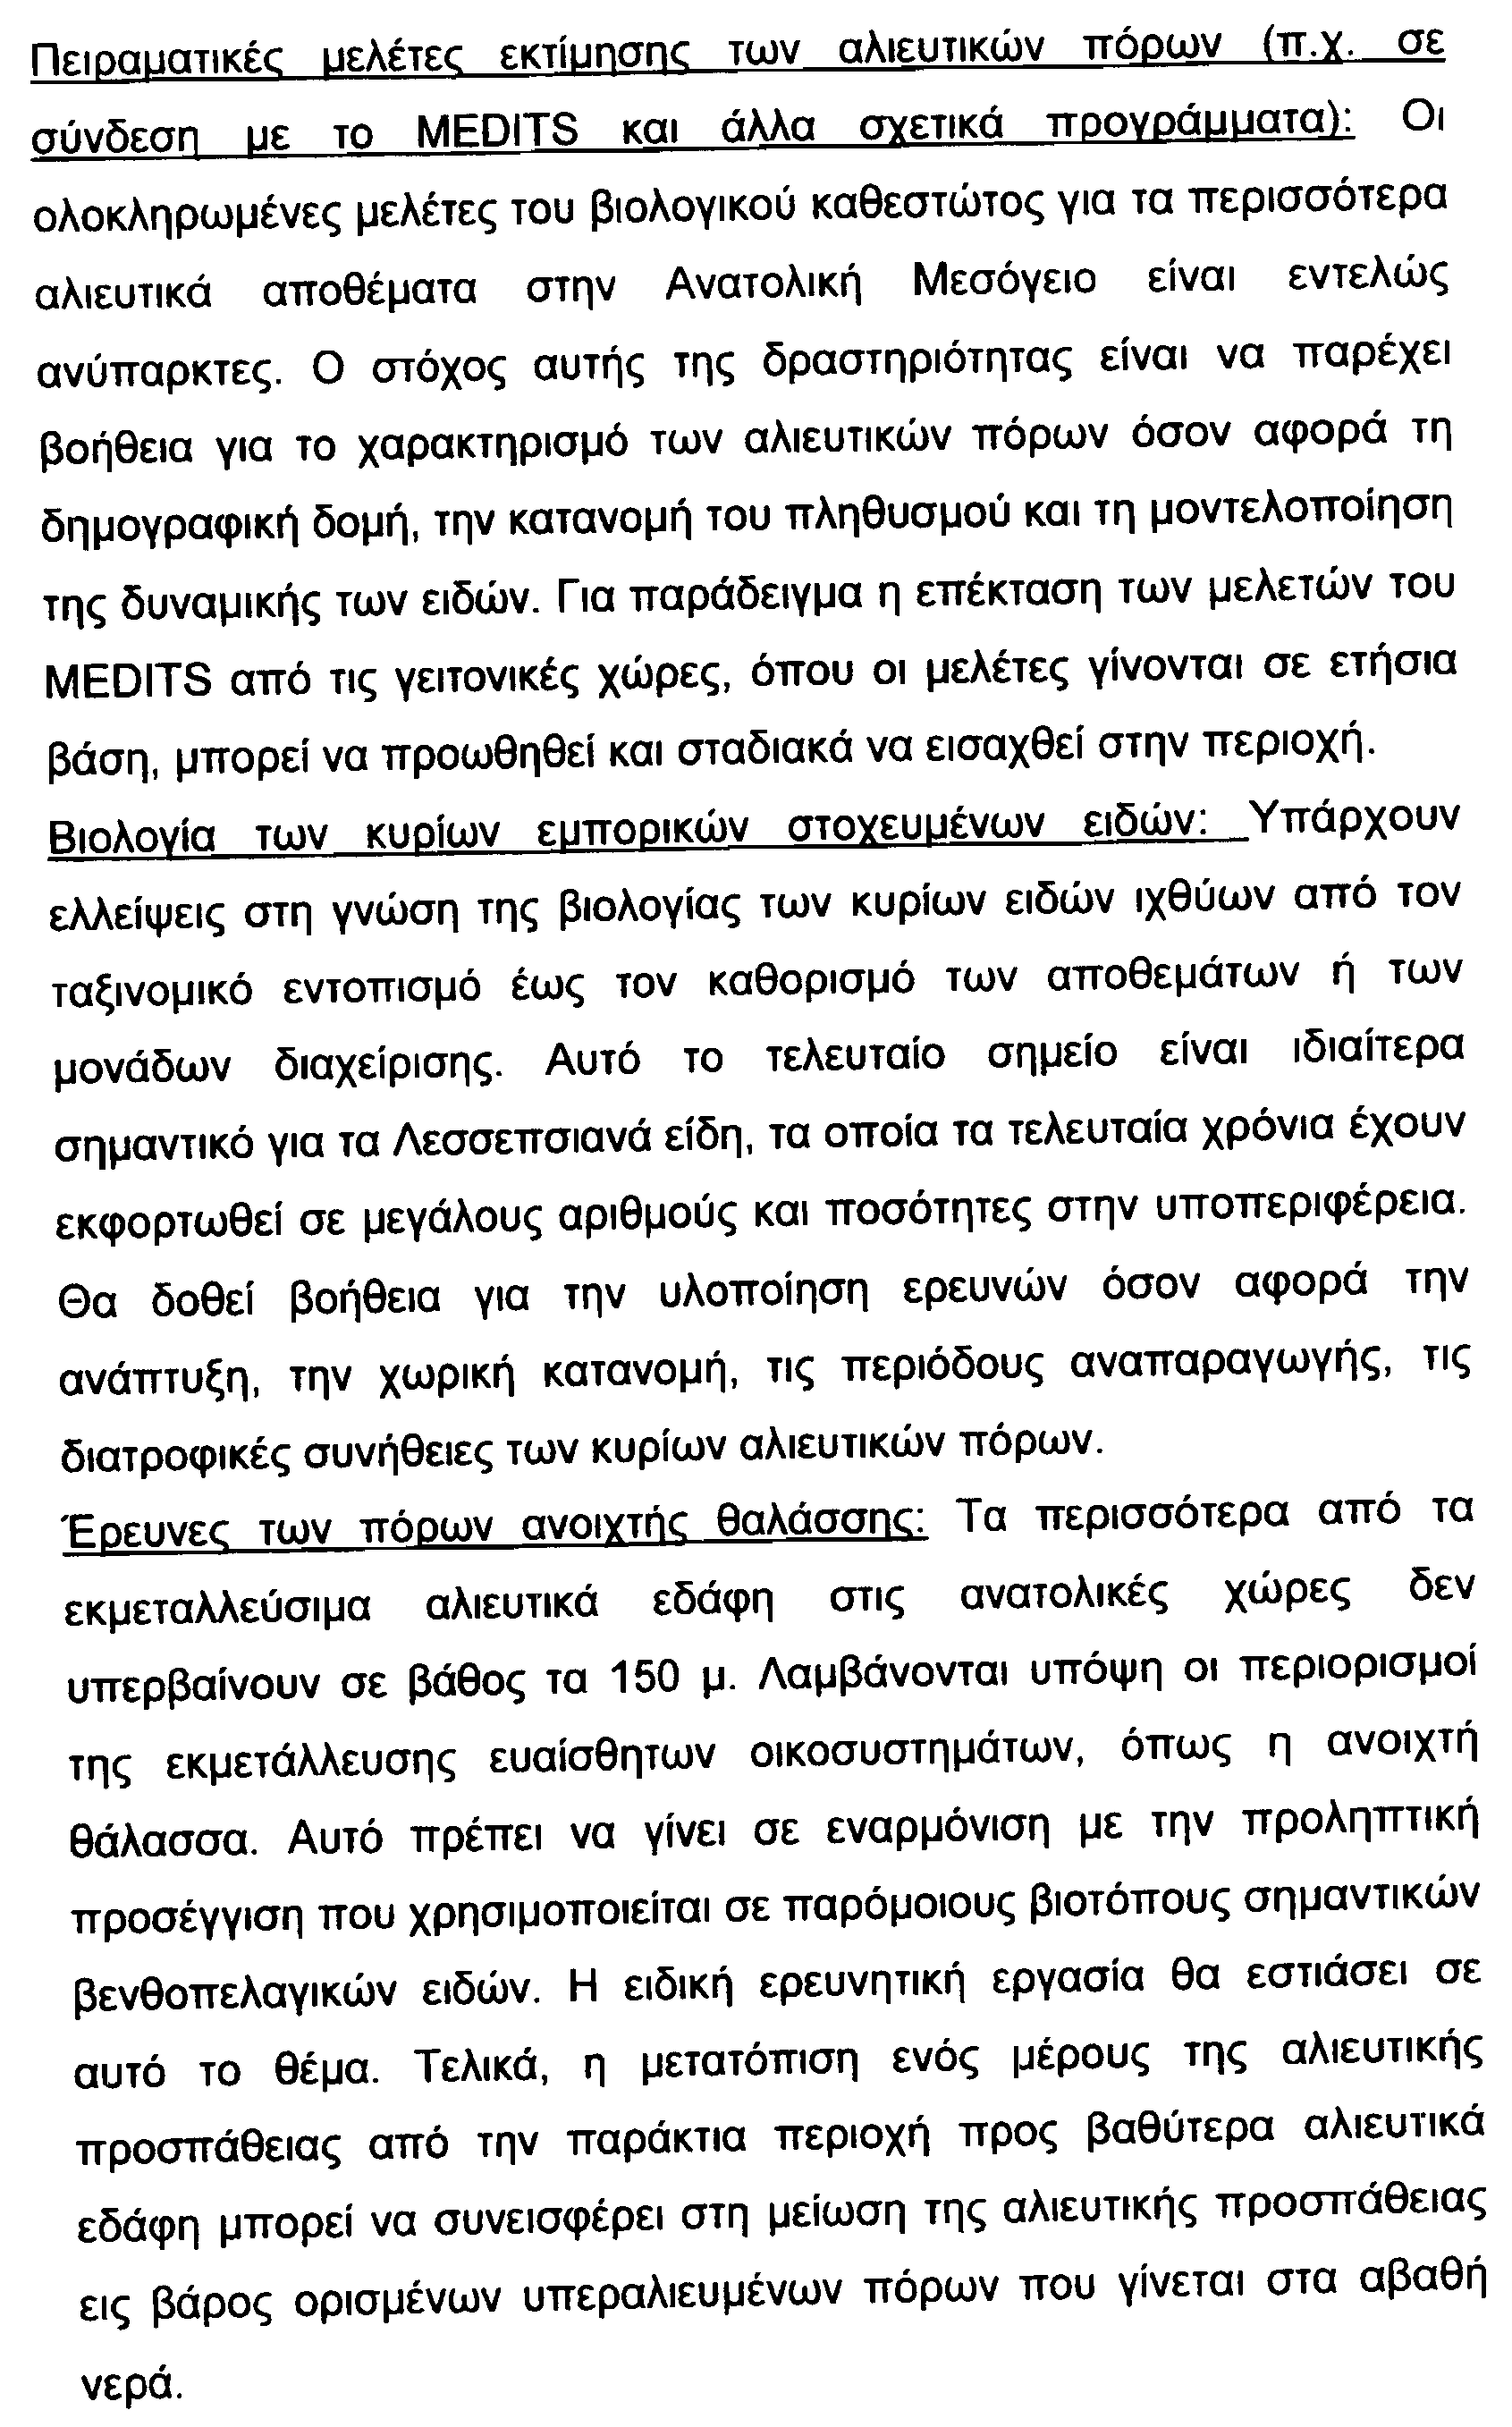 Πειραματικές μελέτες εκτίμησης των αλιευτικών πόρων (π.χ. σε
σύνδεση με το MEDITS και άλλα σχετικά προγράμματα): Οι
ολοκληρωμένες μελέτες του βιολογικού καθεστώτος για τα περισσότερα
αλιευτικά αποθέματα στην Ανατολική Μεσόγειο είναι εντελώς
ανύπαρκτες. Ο στόχος αυτής της δραστηριότητας είναι να παρέχει
βοήθεια για το χαρακτηρισμό των αλιευτικών πόρων όσον αφορά τη
δημογραφική δομή, την κατανομή του πληθυσμού και τη μοντελοποίηση
της δυναμικής των ειδών. Για παράδειγμα η επέκταση των μελετών του
MEDITS από τις γειτονικές χώρες, όπου οι μελέτες γίνονται σε ετήσια
βάση, μπορεί να προωθηθεί και σταδιακά να εισαχθεί στην περιοχή.
Βιολογία των κυρίων εμπορικών στοχευμένων ειδών: Υπάρχουν
ελλείψεις στη γνώση της βιολογίας των κυρίων ειδών ιχθύων από τον
ταξινομικό εντοπισμό έως τον καθορισμό των αποθεμάτων ή των
μονάδων διαχείρισης. Αυτό το τελευταίο σημείο είναι ιδιαίτερα
σημαντικό για τα Λεσσεπσιανά είδη, τα οποία τα τελευταία χρόνια έχουν
εκφορτωθεί σε μεγάλους αριθμούς και ποσότητες στην υποπεριφέρεια.
Θα δοθεί βοήθεια για την υλοποίηση ερευνών όσον αφορά την
ανάπτυξη, την χωρική κατανομή, τις περιόδους αναπαραγωγής, τις
διατροφικές συνήθειες των κυρίων αλιευτικών πόρων.
Έρευνες των πόρων ανοιχτής θαλάσσης: Τα περισσότερα από τα
εκμεταλλεύσιμα αλιευτικά εδάφη στις ανατολικές χώρες δεν
υπερβαίνουν σε βάθος τα 150 μ. Λαμβάνονται υπόψη οι περιορισμοί
της εκμετάλλευσης ευαίσθητων οικοσυστημάτων, όπως η ανοιχτή
θάλασσα. Αυτό πρέπει να γίνει σε εναρμόνιση με την προληπτική
προσέγγιση που χρησιμοποιείται σε παρόμοιους βιοτόπους σημαντικών
βενθοπελαγικών ειδών. Η ειδική ερευνητική εργασία θα εστιάσει σε
αυτό το θέμα. Τελικά, η μετατόπιση ενός μέρους της αλιευτικής
προσπάθειας από την παράκτια περιοχή προς βαθύτερα αλιευτικά
εδάφη μπορεί να συνεισφέρει στη μείωση της αλιευτικής προσπάθειας
εις βάρος ορισμένων υπεραλιευμένων πόρων που γίνεται στα αβαθή
νερά.